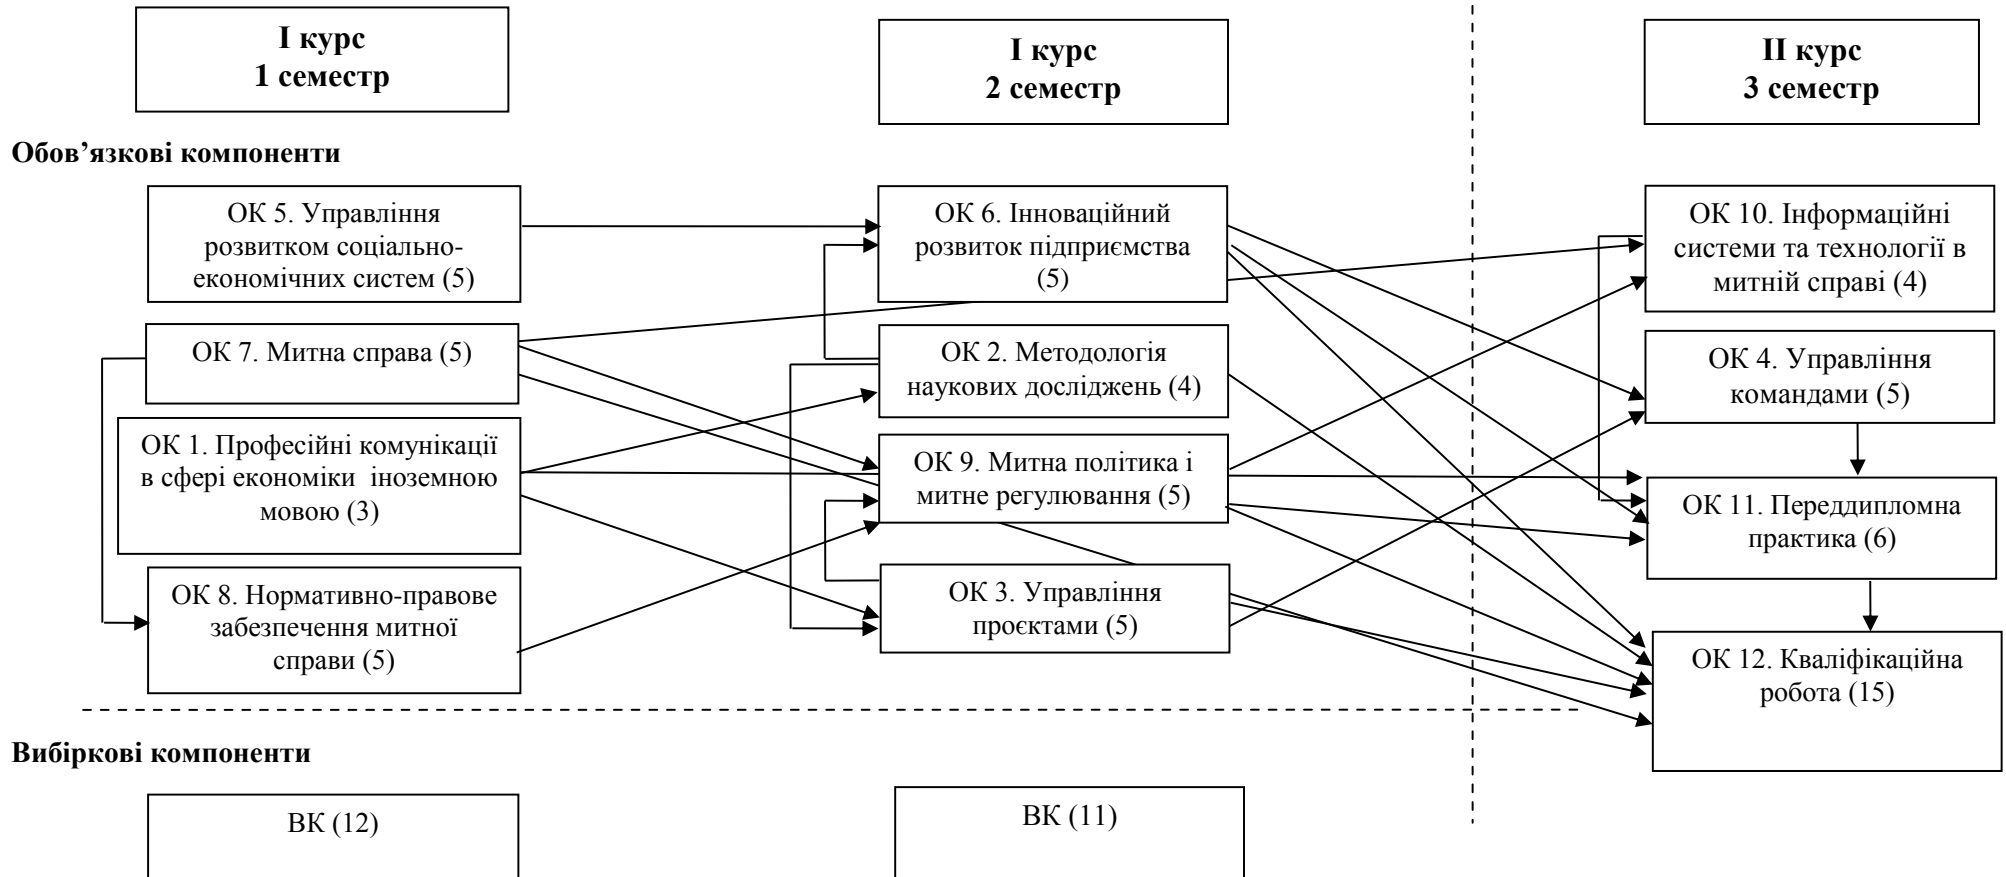 І курс
1 семестр
І курс
2 семестр
ІІ курс
3 семестр
Обов’язкові компоненти
ОК 5. Управління
розвитком соціально-
економічних систем (5)
ОК 6. Інноваційний
розвиток підприємства
(5)
ОК 10. Інформаційні
системи та технології в
митній справі (4)
ОК 7. Митна справа (5)
ОК 2. Методологія
наукових досліджень (4)
ОК 4. Управління
командами (5)
ОК 1. Професійні комунікації
в сфері економіки іноземною
мовою (3)
ОК 9. Митна політика і
митне регулювання (5)
ОК 11. Переддипломна
практика (6)
ОК 8. Нормативно-правове
забезпечення митної
справи (5)
ОК 3. Управління
проєктами (5)
ОК 12. Кваліфікаційна
робота (15)
Вибіркові компоненти
ВК (12)
ВК (11)